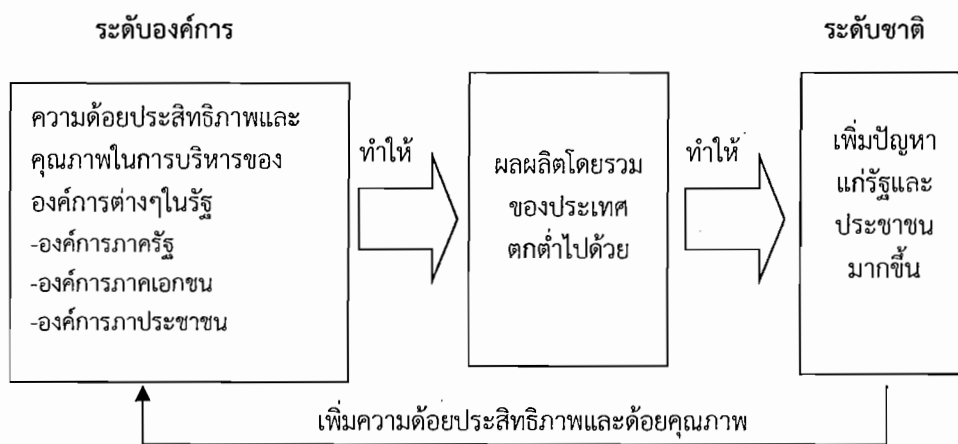 ระดับองค์การ
ระดับชาติ
ความด้อยประสิทธิภาพและ
คุณภาพในการบริหารของ
องค์การต่างๆในรัฐ
-องค์การภาครัฐ
-องค์การภาคเอกชน
-องค์การภาประชาชน
ทำให้
ผลผลิตโดยรวม
ของประเทศ
ตกต่ำไปด้วย
ทำให้
เพิ่มปัญหา
แก่รัฐและ
ประชาชน
มากขึ้น
เพิ่มความด้อยประสิทธิภาพและด้อยคุณภาพ